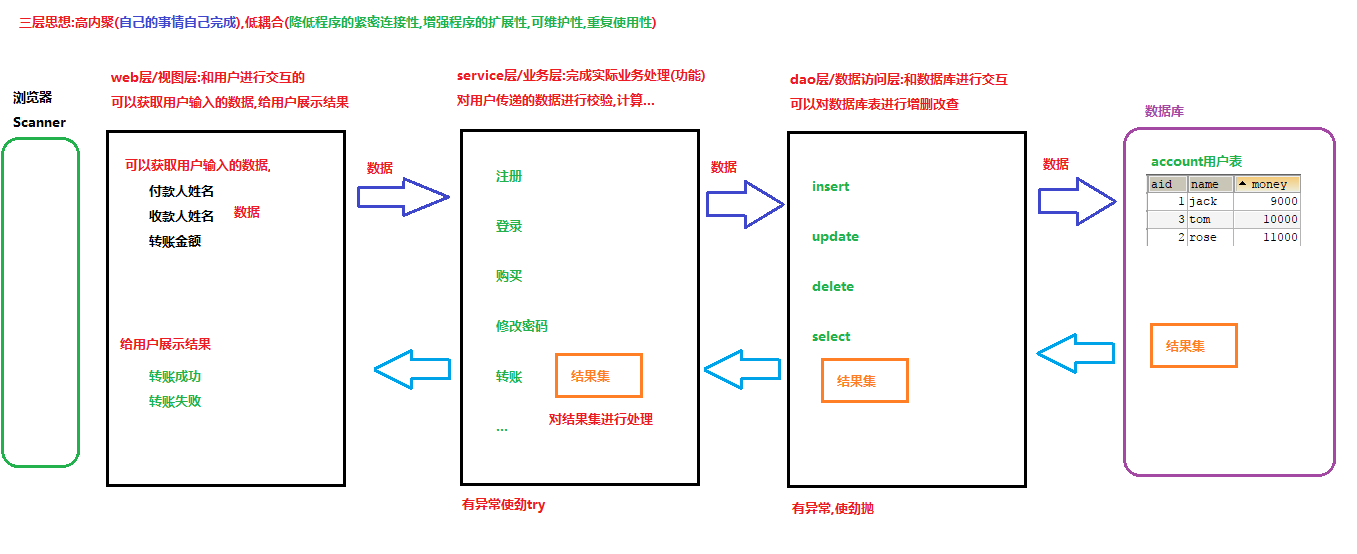 三层思想:高内聚(自己的事情自己完成),低耦合(降低程序的紧密连接性,增强程序的扩展性,可维护性,重复使用性)
浏览器
Scanner
web层/视图层:和用户进行交互的
可以获取用户输入的数据,给用户展示结果
可以获取用户输入的数据,
付款人姓名
收款人姓名
转账金额
数据
给用户展示结果
转账成功
转账失败
数据
service层/业务层:完成实际业务处理(功能)
对用户传递的数据进行校验,计算...
注册
登录
购买
修改密码
转账
...
结果集
对结果集进行处理
有异常使劲try
数据
dao层/数据访问层:和数据库进行交互
可以对数据库表进行增删改查
insert
update
delete
select
结果集
有异常,使劲抛
数据
数据库
account用户表
aid name money
1 jack 9000
3 tom 10000
2 rose 11000
结果集